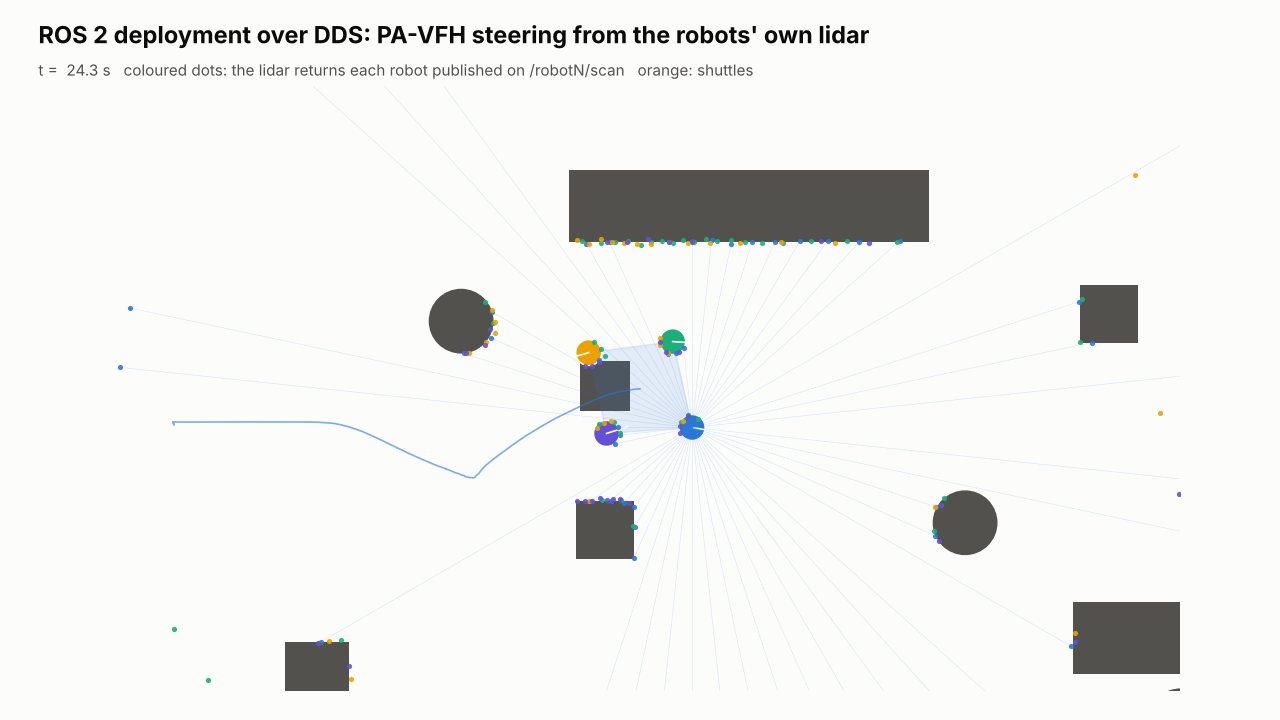 ROS 2 deployment over DDS: PA-VFH steering from the robots' own lidar
t =  24.3 s   coloured dots: the lidar returns each robot published on /robotN/scan   orange: shuttles